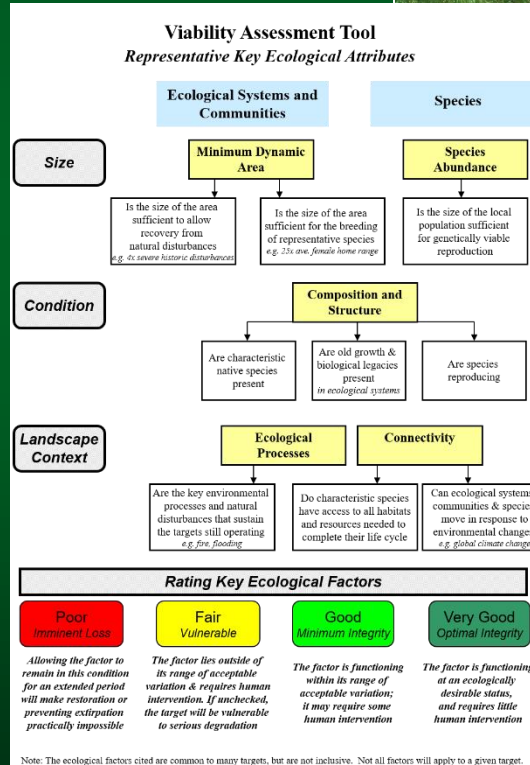 Viability Assessment Tool
Representative Key Ecological Attributes
Ecological Systems and
Communities
Species
Size
Minimum Dynamic
Area
Species
Abundance
Is the size of the area
sufficient to allow
recovery from
natural disturbances
e.g. 4x severe historic disturbances
Is the size of the area
sufficient for the breeding
of representative species
e.g. 25x ave. female home range
Is the size of the local
population sufficient
for genetically viable
reproduction
Condition
Composition and
Structure
Are characteristic
native species
present
Are old growth &
biological legacies
present
in ecological systems
Are species
reproducing
Landscape
Context
Ecological
Processes
Connectivity
Are the key environmental
processes and natural
disturbances that sustain
the targets still operating
e.g. fire, flooding
Do characteristic species
have access to all habitats
and resources needed to
complete their life cycle
Can ecological systems
communities & species
move in response to
environmental changes
e.g. global climate change
Rating Key Ecological Factors
Poor
Imminent Loss
Fair
Vulnerable
Good
Minimum Integrity
Very Good
Optimal Integrity
Allowing the factor to
remain in this condition
for an extended period
will make restoration or
preventing extirpation
practically impossible
The factor lies outside of
its range of acceptable
variation & requires human
intervention. If unchecked,
the target will be vulnerable
to serious degradation
The factor is functioning
within its range of
acceptable variation;
it may require some
human intervention
The factor is functioning
at an ecologically
desirable status,
and requires little
human intervention
Note: The ecological factors cited are common to many targets, but are not inclusive. Not all factors will apply to a given target.